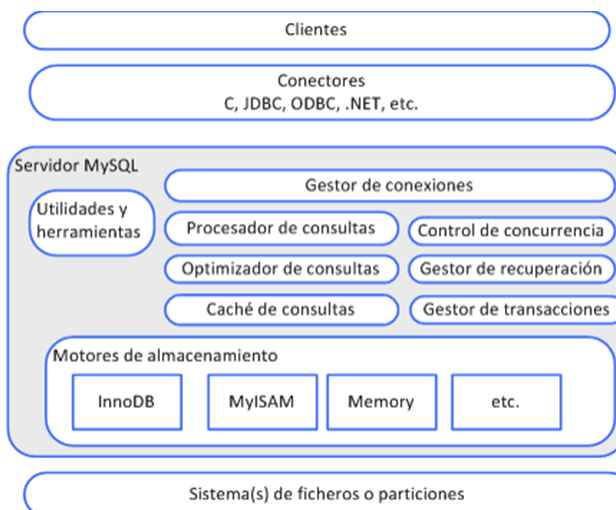 Clientes
Conectores
C, JDBC, ODBC, .NET, etc.
Servidor MySQL
Utilidades y
herramientas
Gestor de conexiones
Procesador de consultas
Control de concurrencia
Optimizador de consultas
Gestor de recuperación
Caché de consultas
Gestor de transacciones
Motores de almacenamiento
InnoDB
MyISAM
Memory
etc.
Sistema(s) de ficheros o particiones